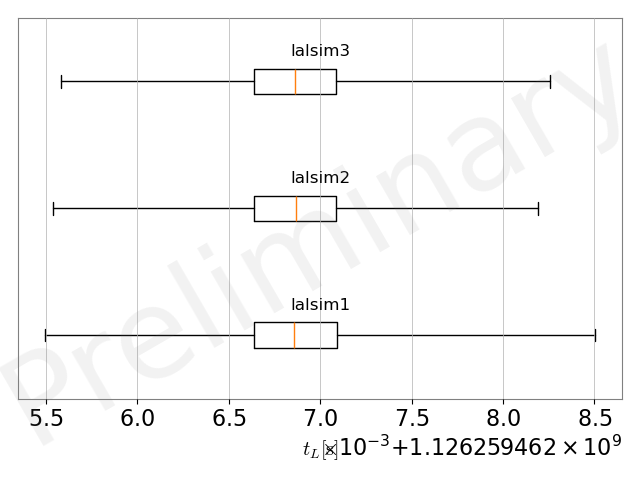 lalsim3
lalsim2
lalsim1
Preliminary
5.5 6.0 6.5 7.0 7.5 8.0 8.5
t_L[s] ×10⁻³+1.126259462×10⁹